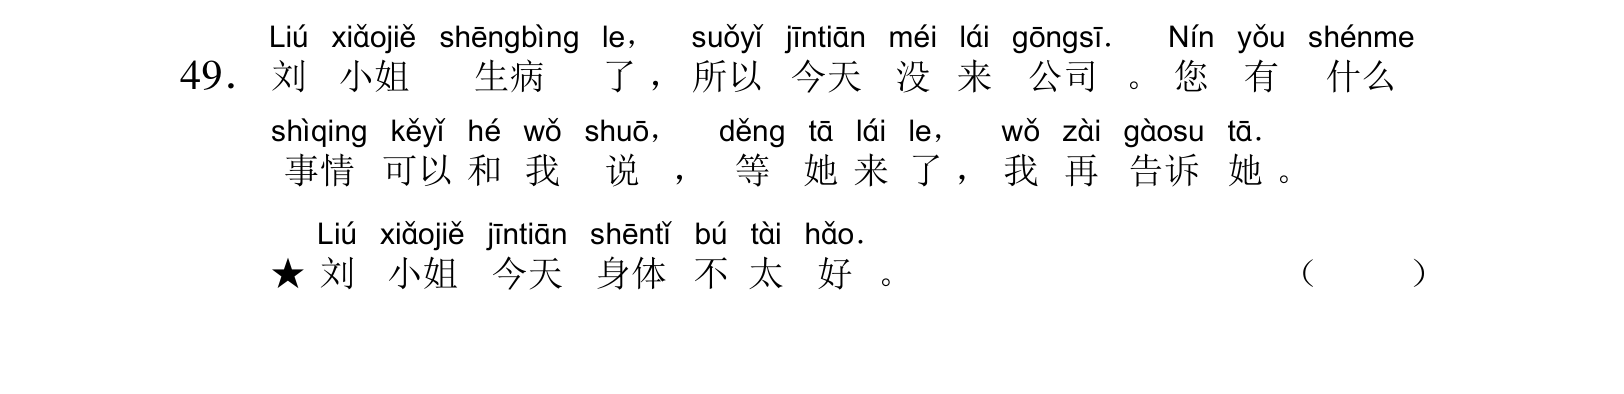 Liú xiǎojiě shēngbìng le， suǒyǐ jīntiān méi lái gōngsī． Nín yǒu shénme
49．刘 小姐 生病 了，所以 今天 没 来 公司 。您 有 什么
shìqing kěyǐ hé wǒ shuō， děng tā lái le， wǒ zài gàosu tā．
事情 可以 和 我 说 ， 等 她 来 了，我 再 告诉 她 。
Liú xiǎojiě jīntiān shēntǐ bú tài hǎo．
★ 刘 小姐 今天 身体 不 太 好 。 （ ）